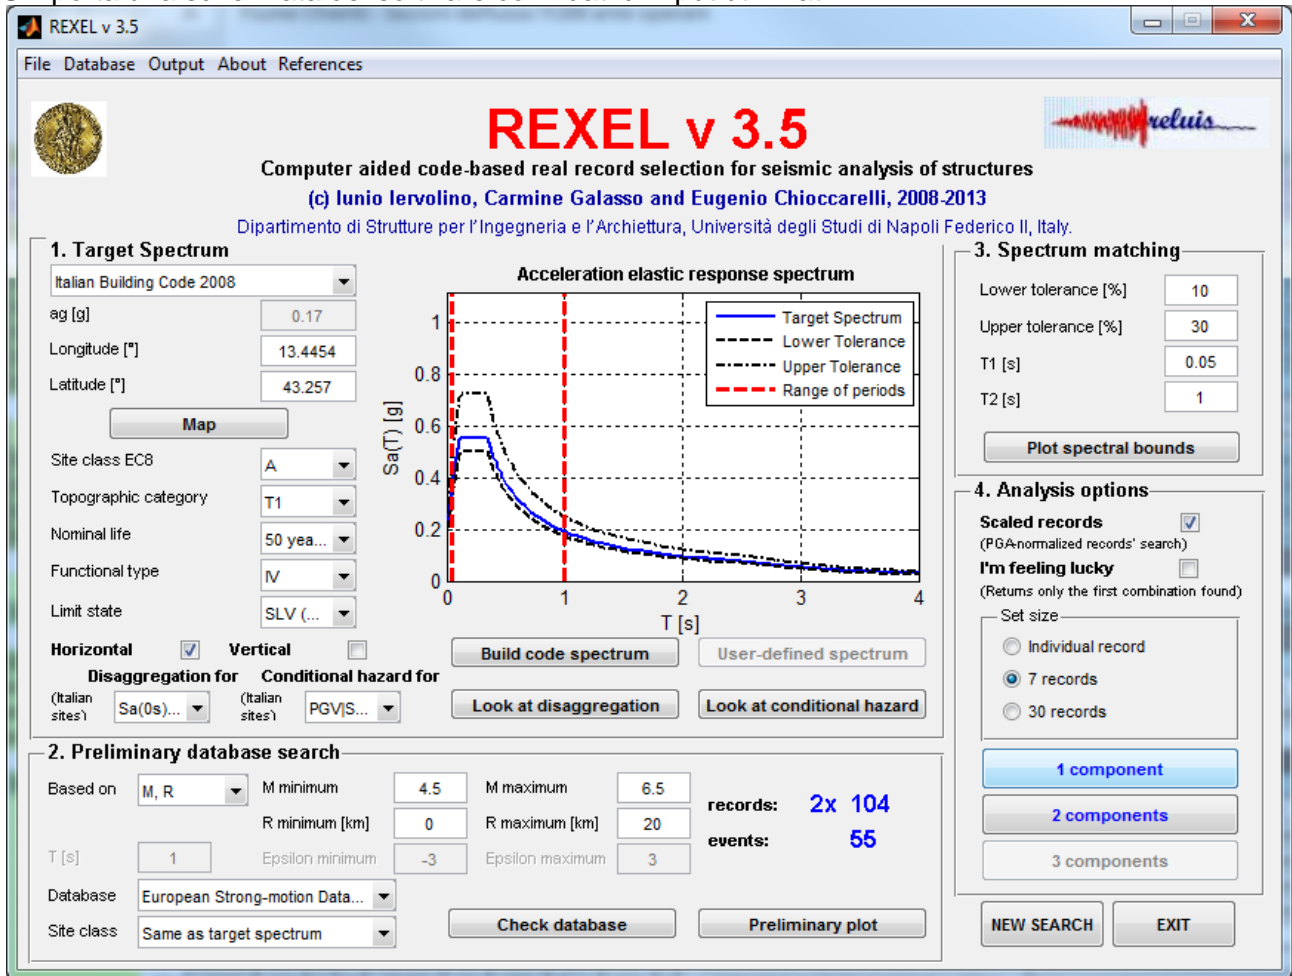 REXEL v 3.5
File Database Output About References
REXEL v 3.5
reluis
Computer aided code-based real record selection for seismic analysis of structures
(c) Iunio Iervolino, Carmine Galasso and Eugenio Chioccarelli, 2008-2013
Dipartimento di Strutture per l'Ingegneria e l'Archiettura, Università degli Studi di Napoli Federico II, Italy.
1. Target Spectrum
Italian Building Code 2008
ag [g] 0.17
Longitude [°] 13.4454
Latitude [°] 43.257
Map
Site class EC8 A
Topographic category T1
Nominal life 50 yea...
Functional type IV
Limit state SLV (...
Horizontal Vertical
Disaggregation for Conditional hazard for
(Italian sites) Sa(0s)... (Italian sites) PGV|S...
Acceleration elastic response spectrum
Target Spectrum
Lower Tolerance
Upper Tolerance
Range of periods
Sa(T) [g]
1
0.8
0.6
0.4
0.2
0
0 1 2 3 4
T [s]
Build code spectrum User-defined spectrum
Look at disaggregation Look at conditional hazard
2. Preliminary database search
Based on M, R M minimum 4.5 M maximum 6.5
R minimum [km] 0 R maximum [km] 20
T [s] 1 Epsilon minimum -3 Epsilon maximum 3
records: 2x 104
events: 55
Database European Strong-motion Data...
Site class Same as target spectrum
Check database Preliminary plot
3. Spectrum matching
Lower tolerance [%] 10
Upper tolerance [%] 30
T1 [s] 0.05
T2 [s] 1
Plot spectral bounds
4. Analysis options
Scaled records
(PGA-normalized records' search)
I'm feeling lucky
(Returns only the first combination found)
Set size
Individual record
7 records
30 records
1 component
2 components
3 components
NEW SEARCH EXIT